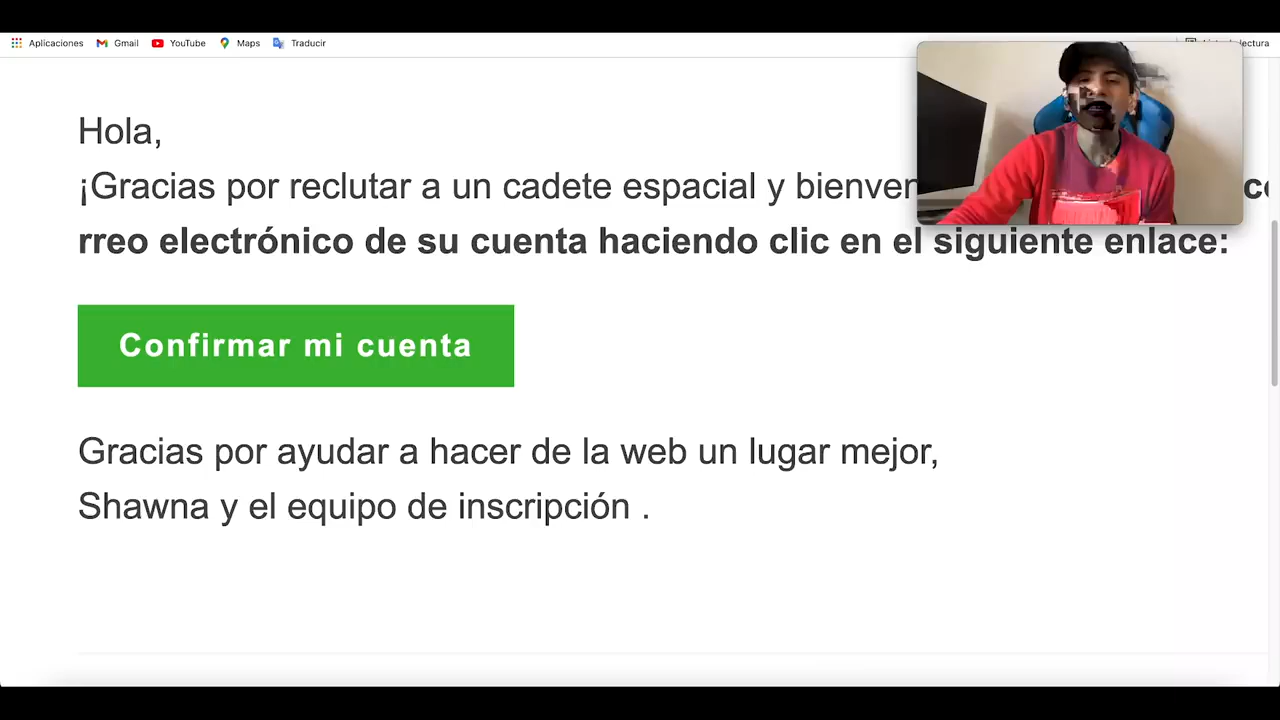 Aplicaciones Gmail YouTube Maps Traducir
Hola,
¡Gracias por reclutar a un cadete espacial y
rreo electrónico de su cuenta haciendo clic en el siguiente enlace:
Confirmar mi cuenta
Gracias por ayudar a hacer de la web un lugar mejor,
Shawna y el equipo de inscripción .